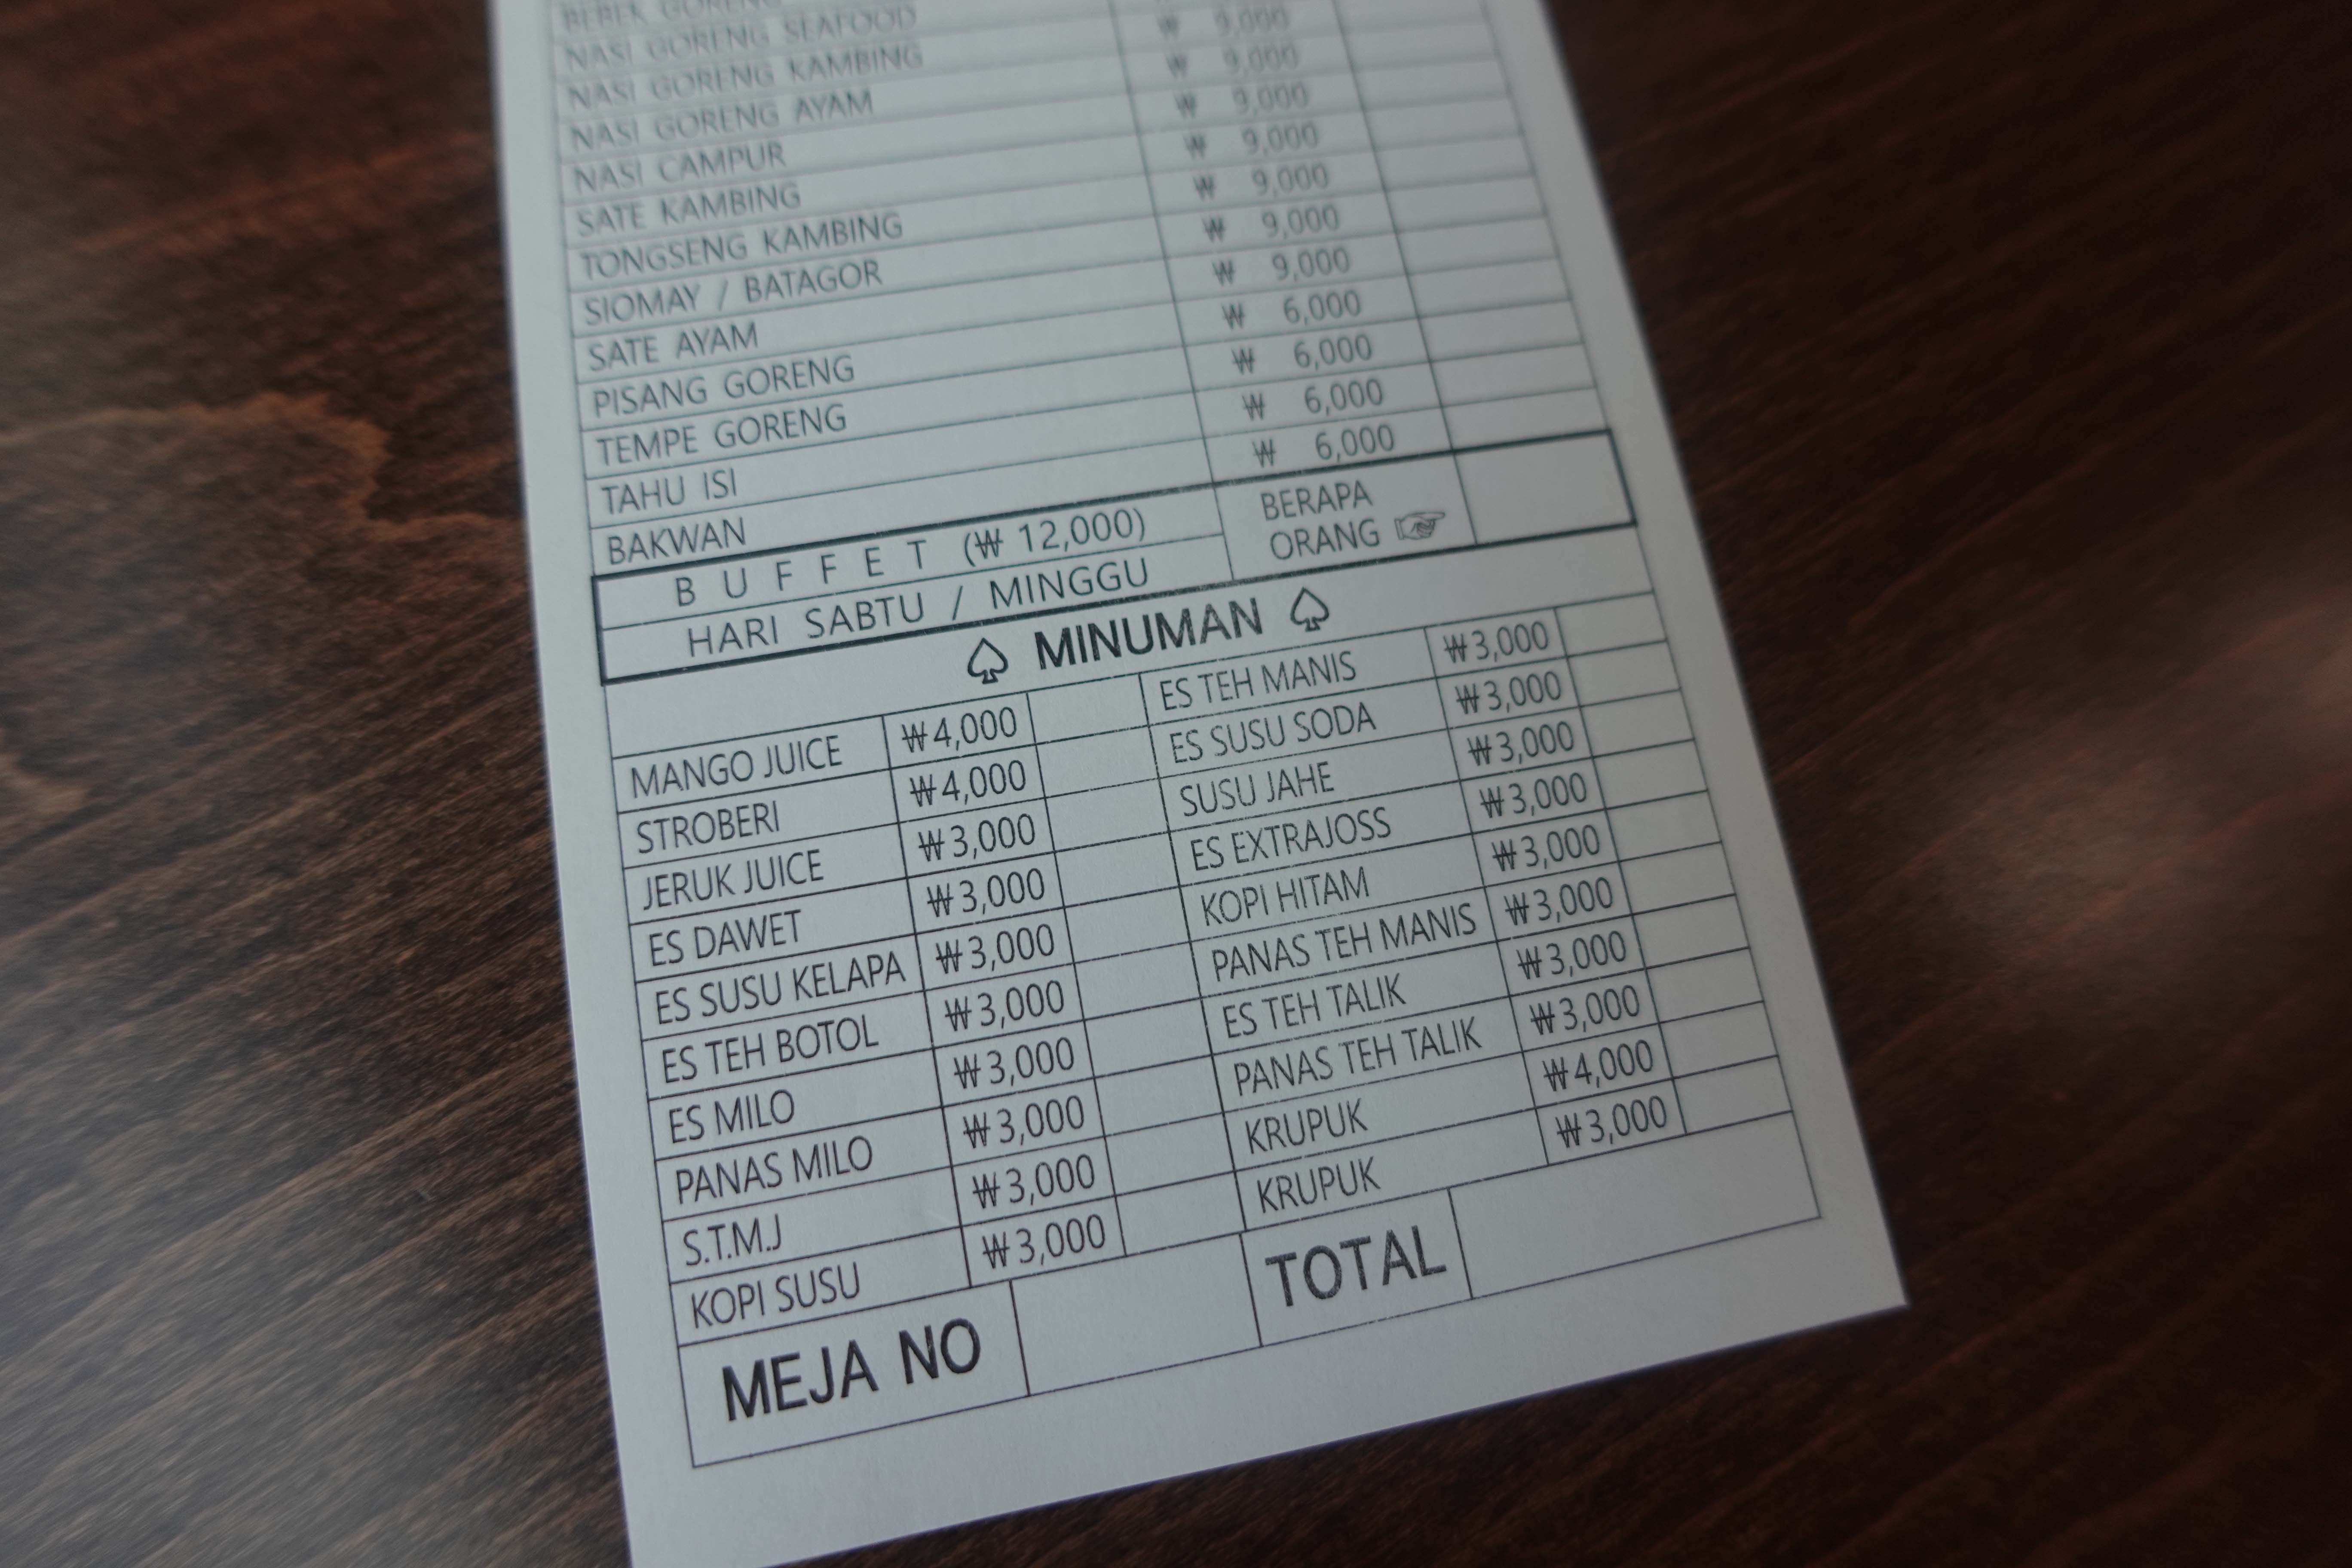 BEBEK GORENG
NASI GORENG SEAFOOD
NASI GORENG KAMBING ₩ 9,000
NASI GORENG AYAM ₩ 9,000
NASI CAMPUR ₩ 9,000
SATE KAMBING ₩ 9,000
TONGSENG KAMBING ₩ 9,000
SIOMAY / BATAGOR ₩ 9,000
SATE AYAM ₩ 9,000
PISANG GORENG ₩ 6,000
TEMPE GORENG ₩ 6,000
TAHU ISI ₩ 6,000
BAKWAN ₩ 6,000
B U F F E T (₩ 12,000)
HARI SABTU / MINGGU
BERAPA
ORANG ☞
♤ MINUMAN ♤
MANGO JUICE ₩4,000 ES TEH MANIS ₩3,000
STROBERI ₩4,000 ES SUSU SODA ₩3,000
JERUK JUICE ₩3,000 SUSU JAHE ₩3,000
ES DAWET ₩3,000 ES EXTRAJOSS ₩3,000
ES SUSU KELAPA ₩3,000 KOPI HITAM ₩3,000
ES TEH BOTOL ₩3,000 PANAS TEH MANIS ₩3,000
ES MILO ₩3,000 ES TEH TALIK ₩3,000
PANAS MILO ₩3,000 PANAS TEH TALIK ₩3,000
S.T.M.J ₩3,000 KRUPUK ₩4,000
KOPI SUSU ₩3,000 KRUPUK ₩3,000
MEJA NO TOTAL